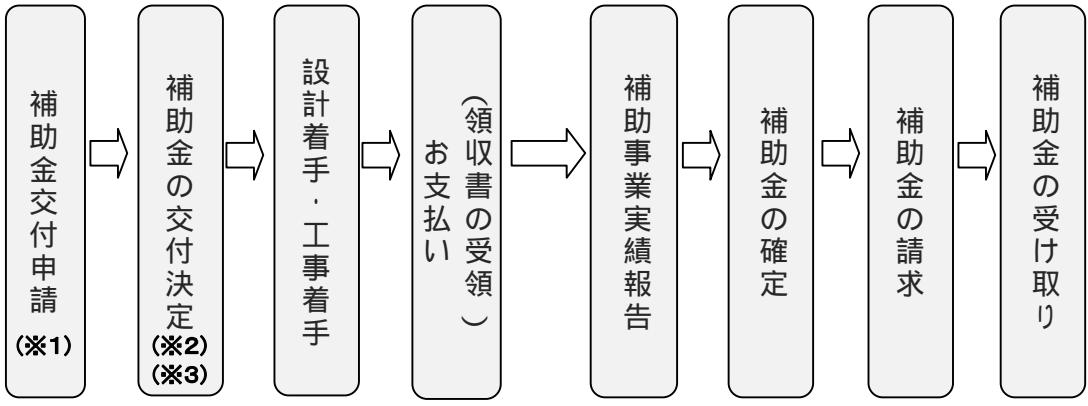 補助金交付申請
(※1)
補助金の交付決定
(※2)
(※3)
設計着手・工事着手
(領収書の受領)
お支払い
補助事業実績報告
補助金の確定
補助金の請求
補助金の受け取り